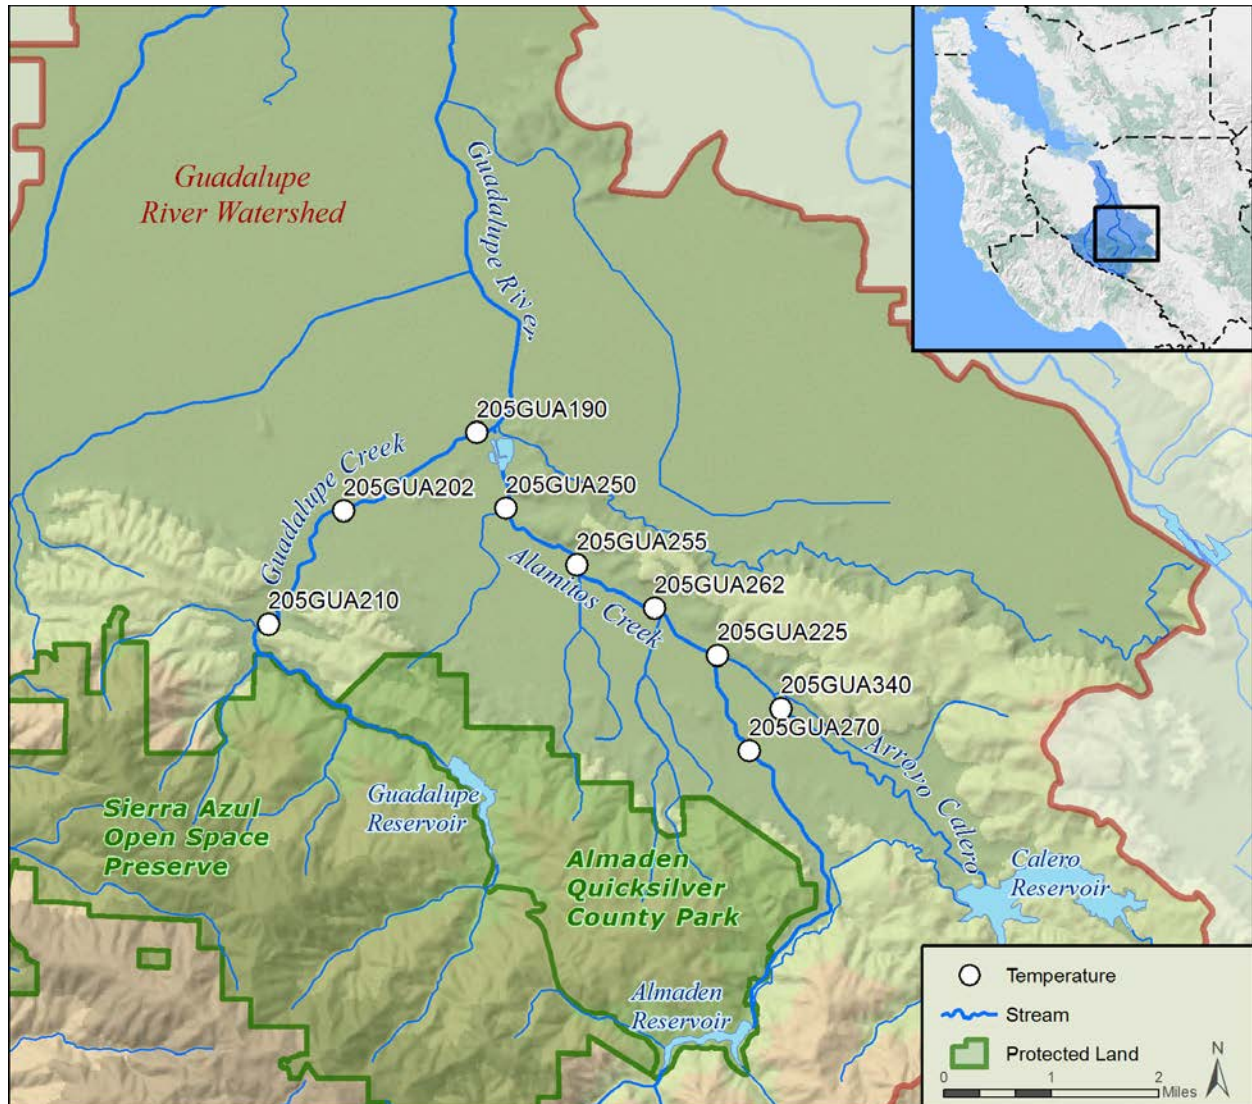 Guadalupe
River Watershed
Guadalupe River
205GUA190
Guadalupe Creek
205GUA202
205GUA250
205GUA255
Alamitos Creek
205GUA262
205GUA210
205GUA225
205GUA340
205GUA270
Arroyo Calero
Guadalupe
Reservoir
Sierra Azul
Open Space
Preserve
Almaden
Quicksilver
County Park
Calero
Reservoir
Almaden
Reservoir
Temperature
Stream
Protected Land
N
0 1 2
Miles